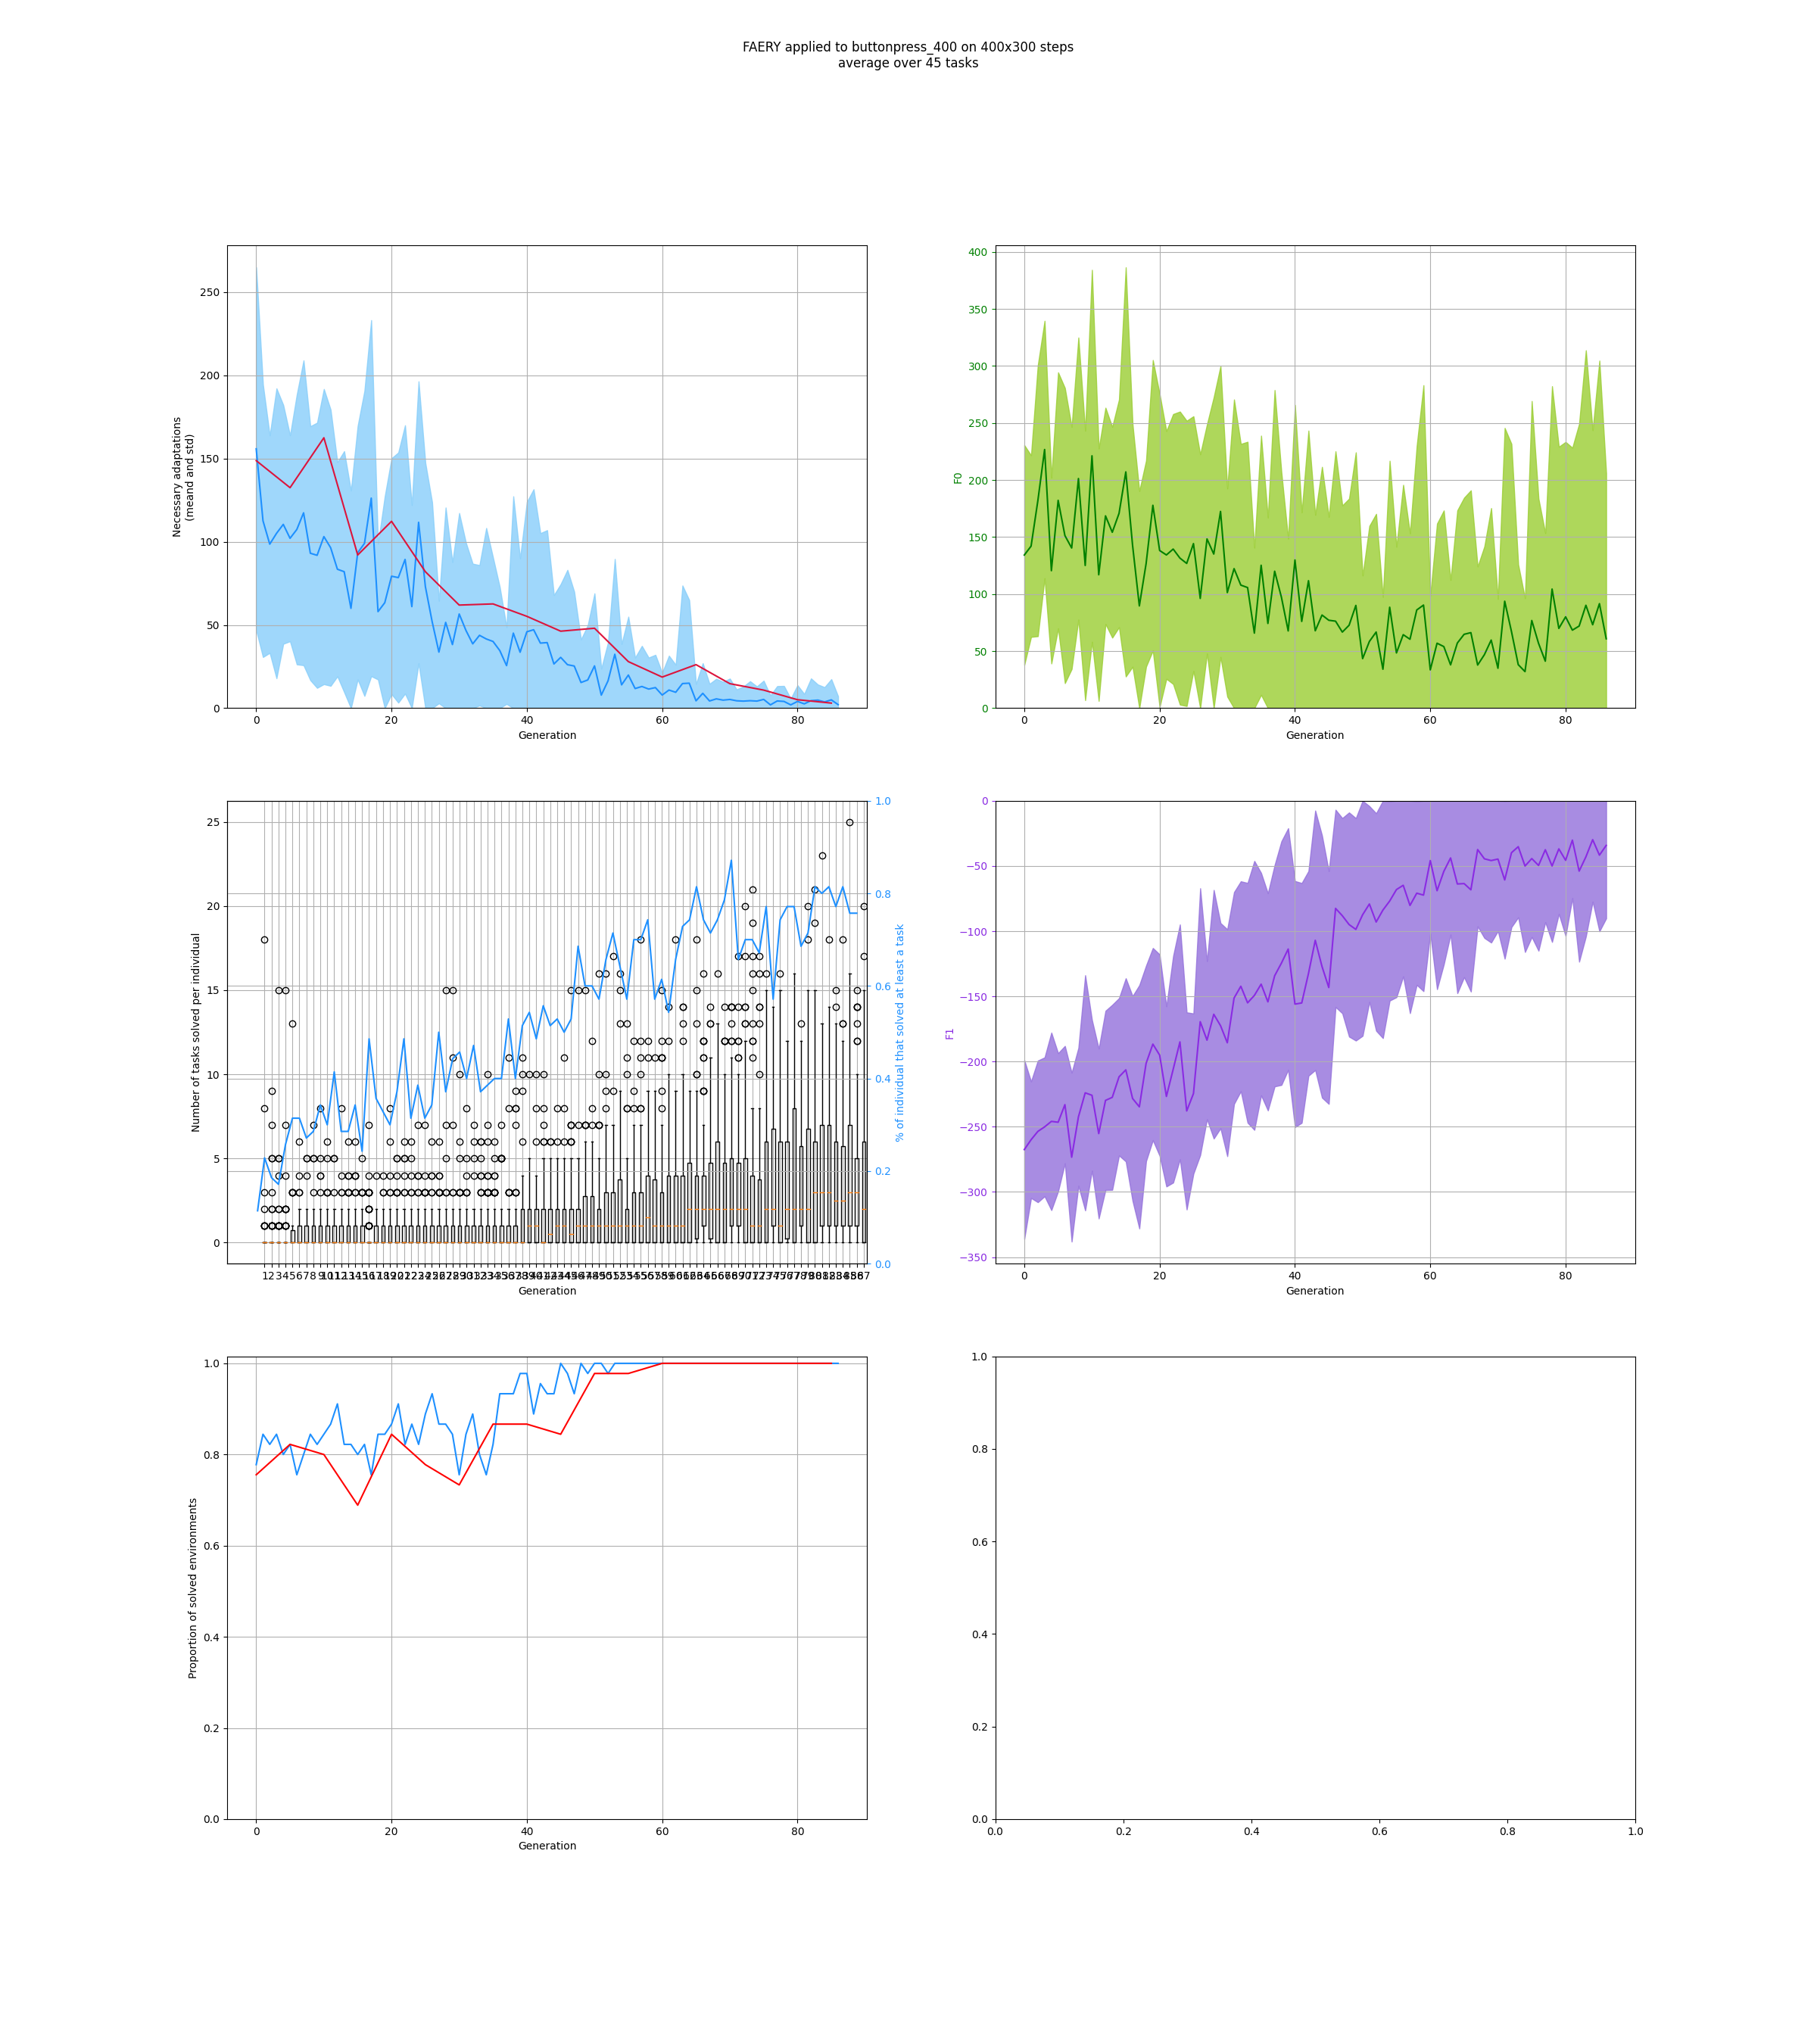 FAERY applied to buttonpress_400 on 400x300 steps
average over 45 tasks
Necessary adaptations
(meand and std)
250
200
150
100
50
0
0 20 40 60 80
Generation
F0
400
350
300
250
200
150
100
50
0
0 20 40 60 80
Generation
Number of tasks solved per individual
25
20
15
10
5
0
1.0
0.8
0.6
0.4
0.2
0.0
% of individual that solved at least a task
Generation
F1
0
−50
−100
−150
−200
−250
−300
−350
0 20 40 60 80
Generation
Proportion of solved environments
1.0
0.8
0.6
0.4
0.2
0.0
0 20 40 60 80
Generation
1.0
0.8
0.6
0.4
0.2
0.0
0.0 0.2 0.4 0.6 0.8 1.0